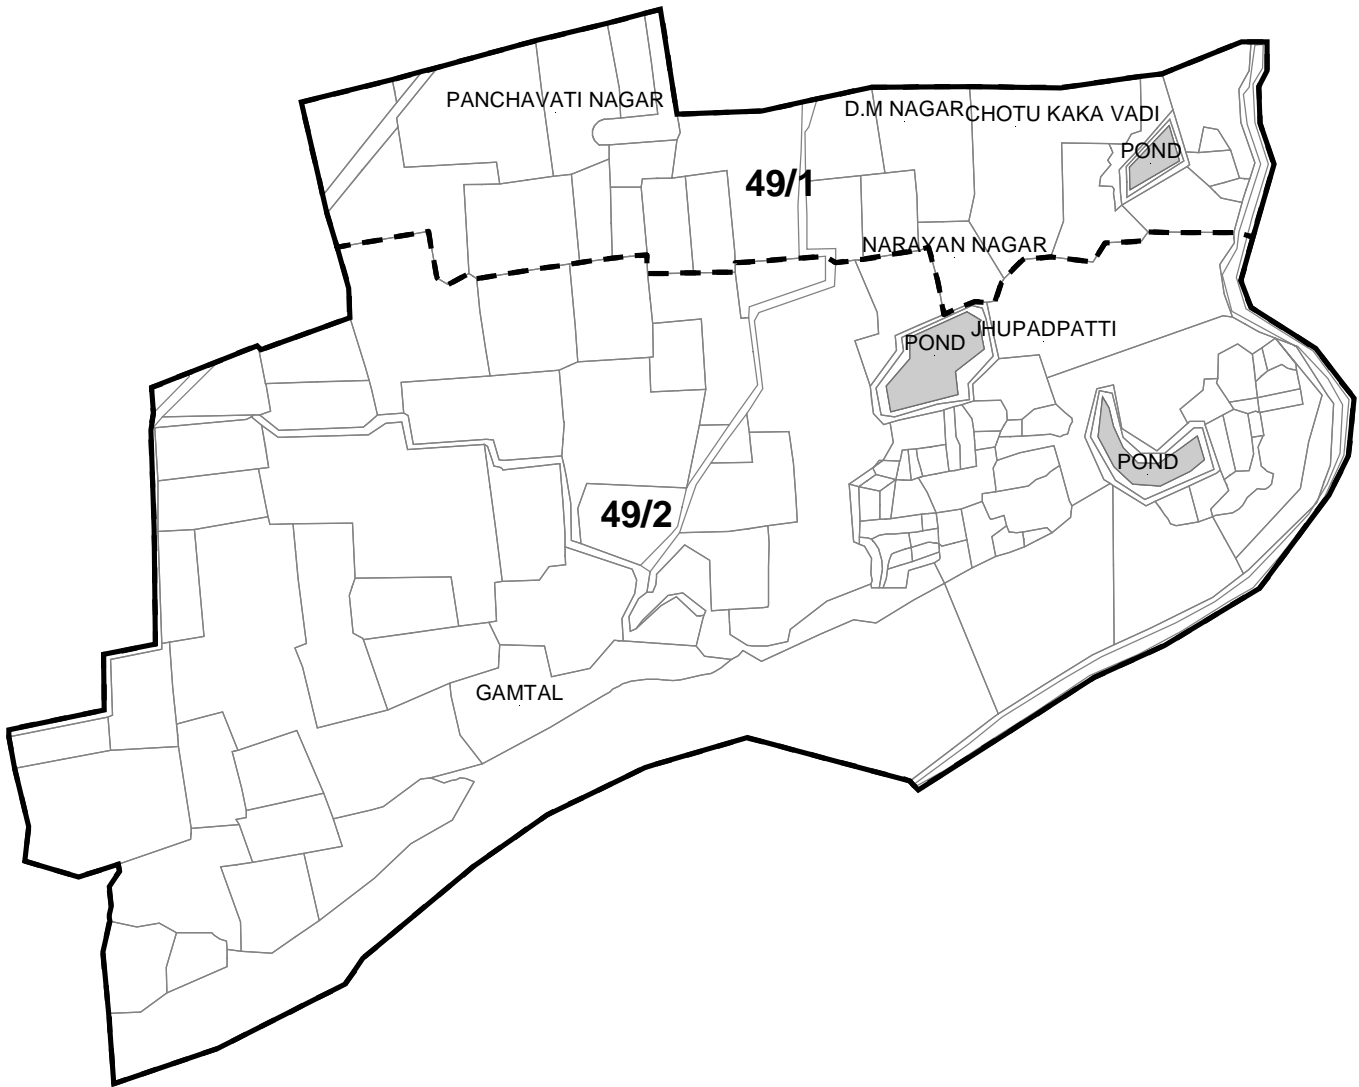 PANCHAVATI NAGAR
D.M NAGAR
CHOTU KAKA VADI
POND
49/1
NARAYAN NAGAR
JHUPADPATTI
POND
POND
49/2
GAMTAL